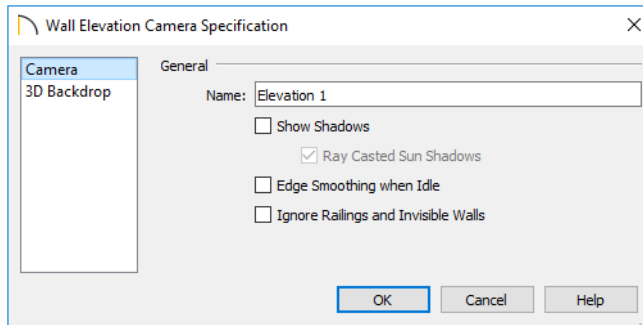 Wall Elevation Camera Specification
Camera
3D Backdrop
General
Name: Elevation 1
Show Shadows
Ray Casted Sun Shadows
Edge Smoothing when Idle
Ignore Railings and Invisible Walls
OK Cancel Help